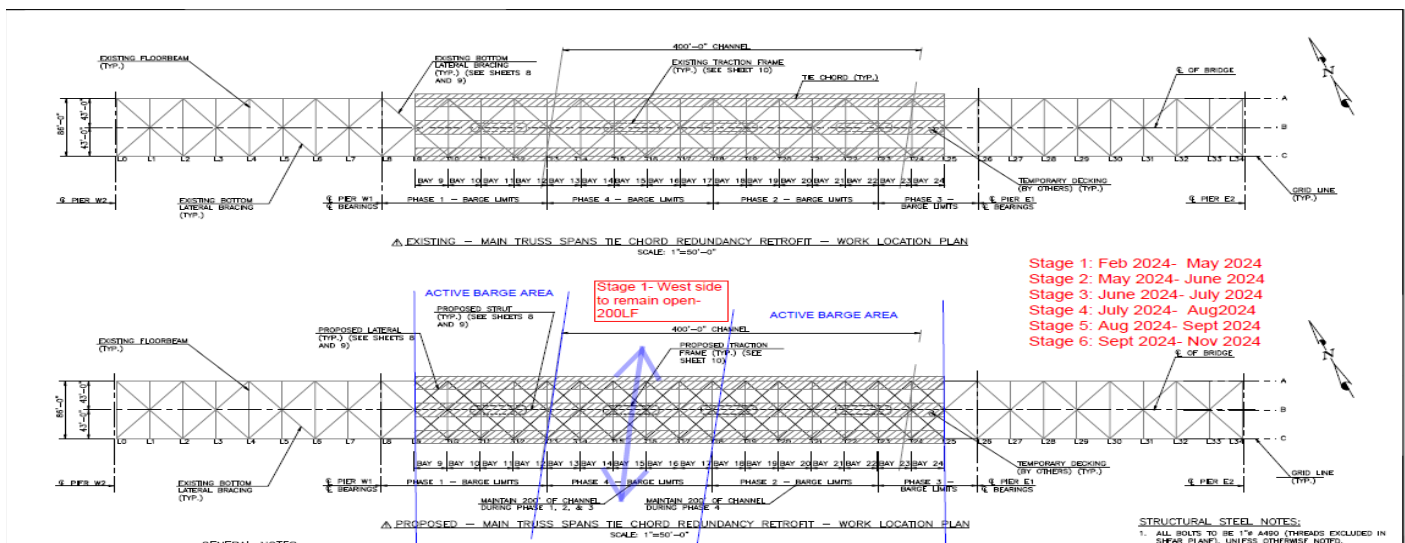 400'-0" CHANNEL
EXISTING FLOORBEAM
(TYP.)
EXISTING BOTTOM
LATERAL BRACING
(TYP.) (SEE SHEETS 8
AND 9)
EXISTING TRACTION FRAME
(TYP.) (SEE SHEET 10)
TIE CHORD (TYP.)
℄ OF BRIDGE
N
86'-0"
43'-0" 43'-0"
A
B
C
L0 L1 L2 L3 L4 L5 L6 L7 L8 L25 L26 L27 L28 L29 L30 L31 L32 L33 L34
BAY 9 BAY 10 BAY 11 BAY 12 BAY 13 BAY 14 BAY 15 BAY 16 BAY 17 BAY 18 BAY 19 BAY 20 BAY 21 BAY 22 BAY 23 BAY 24
TEMPORARY DECKING
(BY OTHERS) (TYP.)
GRID LINE
(TYP.)
℄ PIER W2
EXISTING BOTTOM
LATERAL BRACING
(TYP.)
℄ PIER W1
℄ BEARINGS
PHASE 1 – BARGE LIMITS
PHASE 4 – BARGE LIMITS
PHASE 2 – BARGE LIMITS
PHASE 3 –
BARGE LIMITS
℄ PIER E1
℄ BEARINGS
℄ PIER E2
EXISTING – MAIN TRUSS SPANS TIE CHORD REDUNDANCY RETROFIT – WORK LOCATION PLAN
SCALE: 1"=50'-0"
Stage 1: Feb 2024- May 2024
Stage 2: May 2024- June 2024
Stage 3: June 2024- July 2024
Stage 4: July 2024- Aug2024
Stage 5: Aug 2024- Sept 2024
Stage 6: Sept 2024- Nov 2024
ACTIVE BARGE AREA
Stage 1- West side
to remain open-
200LF
ACTIVE BARGE AREA
PROPOSED STRUT
(TYP.) (SEE SHEETS 8
AND 9)
400'-0" CHANNEL
EXISTING FLOORBEAM
(TYP.)
PROPOSED LATERAL
(TYP.) (SEE SHEETS 8
AND 9)
PROPOSED TRACTION
FRAME (TYP.) (SEE
SHEET 10)
℄ OF BRIDGE
N
86'-0"
43'-0" 43'-0"
A
B
C
L0 L1 L2 L3 L4 L5 L6 L7 L8 L25 L26 L27 L28 L29 L30 L31 L32 L33 L34
BAY 9 BAY 10 BAY 11 BAY 12 BAY 13 BAY 14 BAY 15 BAY 16 BAY 17 BAY 18 BAY 19 BAY 20 BAY 21 BAY 22 BAY 23 BAY 24
TEMPORARY DECKING
(BY OTHERS) (TYP.)
GRID LINE
(TYP.)
℄ PIER W2
EXISTING BOTTOM
LATERAL BRACING
(TYP.)
℄ PIER W1
℄ BEARINGS
PHASE 1 – BARGE LIMITS
PHASE 4 – BARGE LIMITS
PHASE 2 – BARGE LIMITS
PHASE 3 –
BARGE LIMITS
℄ PIER E1
℄ BEARINGS
℄ PIER E2
MAINTAIN 200' OF CHANNEL
DURING PHASE 1, 2, & 3
MAINTAIN 200' OF CHANNEL
DURING PHASE 4
PROPOSED – MAIN TRUSS SPANS TIE CHORD REDUNDANCY RETROFIT – WORK LOCATION PLAN
SCALE: 1"=50'-0"
STRUCTURAL STEEL NOTES:
1. ALL BOLTS TO BE 1"ø A490 (THREADS EXCLUDED IN
SHEAR PLANE), UNLESS OTHERWISE NOTED.